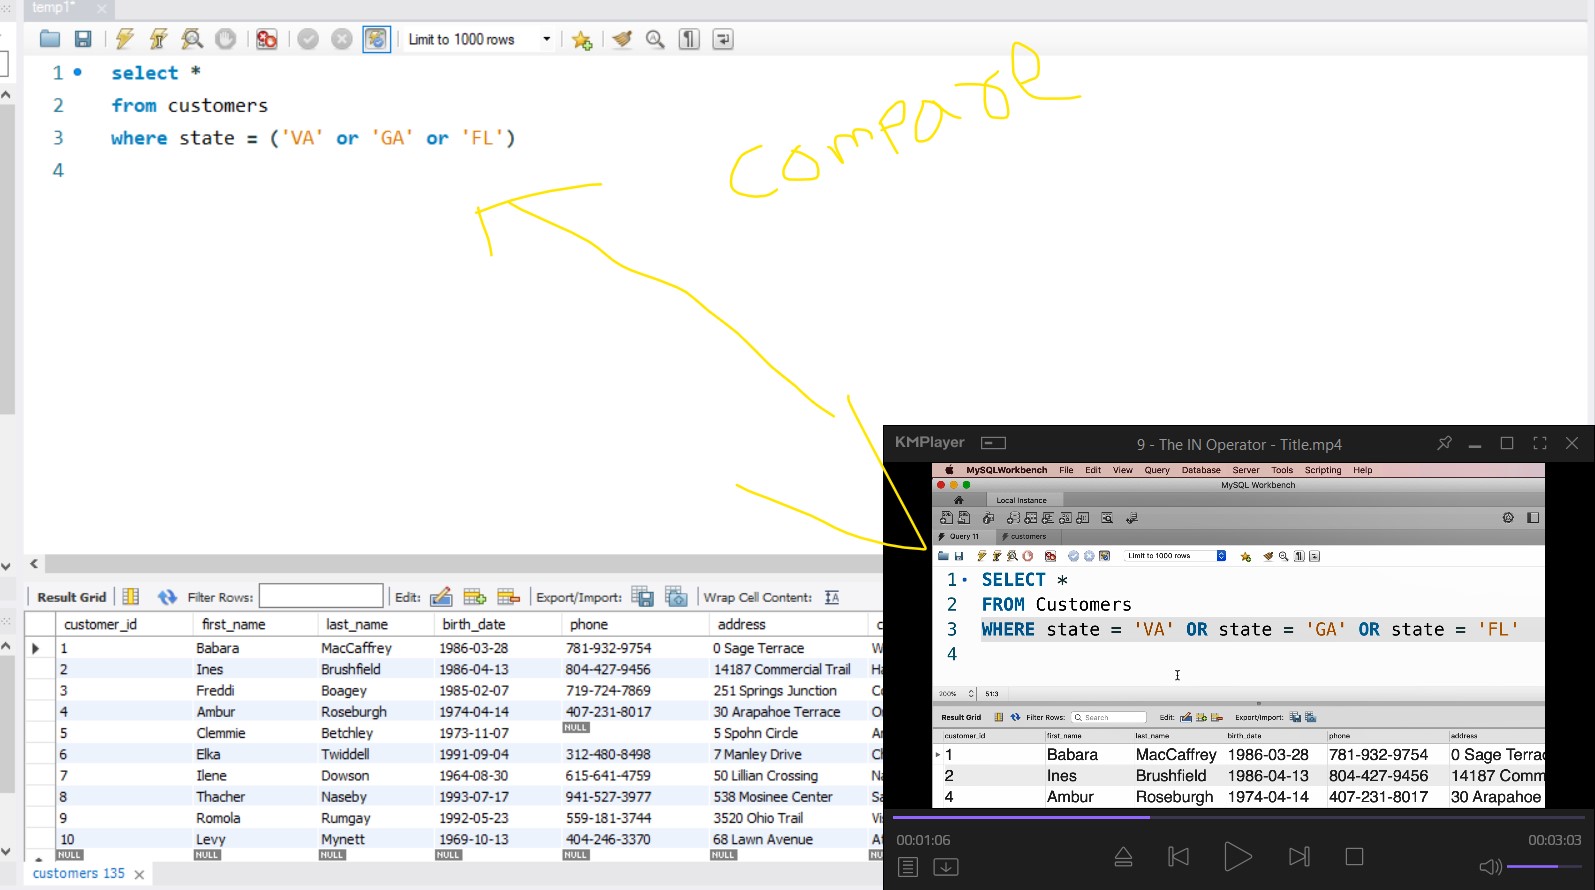 temp1*
Limit to 1000 rows
1 select *
2 from customers
3 where state = ('VA' or 'GA' or 'FL')
4
compare
Result Grid Filter Rows: Edit: Export/Import: Wrap Cell Content:
customer_id first_name last_name birth_date phone address c
1 Babara MacCaffrey 1986-03-28 781-932-9754 0 Sage Terrace W
2 Ines Brushfield 1986-04-13 804-427-9456 14187 Commercial Trail Ha
3 Freddi Boagey 1985-02-07 719-724-7869 251 Springs Junction Co
4 Ambur Roseburgh 1974-04-14 407-231-8017 30 Arapahoe Terrace O
5 Clemmie Betchley 1973-11-07 NULL 5 Spohn Circle Ar
6 Elka Twiddell 1991-09-04 312-480-8498 7 Manley Drive Ch
7 Ilene Dowson 1964-08-30 615-641-4759 50 Lillian Crossing Na
8 Thacher Naseby 1993-07-17 941-527-3977 538 Mosinee Center Sa
9 Romola Rumgay 1992-05-23 559-181-3744 3520 Ohio Trail Vi
10 Levy Mynett 1969-10-13 404-246-3370 68 Lawn Avenue At
NULL NULL NULL NULL NULL NULL NU
customers 135
KMPlayer 9 - The IN Operator - Title.mp4
MySQLWorkbench File Edit View Query Database Server Tools Scripting Help
MySQL Workbench
Local instance
Query 11 customers
Limit to 1000 rows
1 SELECT *
2 FROM Customers
3 WHERE state = 'VA' OR state = 'GA' OR state = 'FL'
4
200% 51:3
Result Grid Filter Rows: Search Edit: Export/Import:
customer_id first_name last_name birth_date phone address
1 Babara MacCaffrey 1986-03-28 781-932-9754 0 Sage Terrac
2 Ines Brushfield 1986-04-13 804-427-9456 14187 Comm
4 Ambur Roseburgh 1974-04-14 407-231-8017 30 Arapahoe
00:01:06 00:03:03